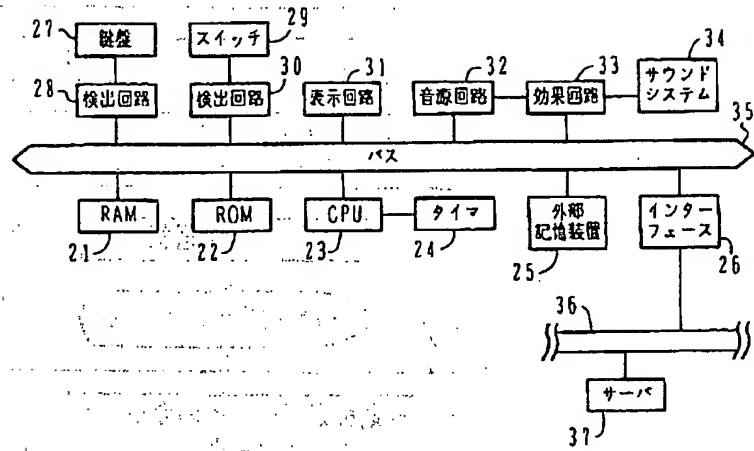 27
鍵盤
スイッチ
29
28
検出回路
検出回路
30
表示回路
31
音源回路
32
効果回路
33
サウンド
システム
34
35
バス
RAM
21
ROM
22
CPU
23
タイマ
24
外部
記憶装置
25
インター
フェース
26
36
サーバ
37